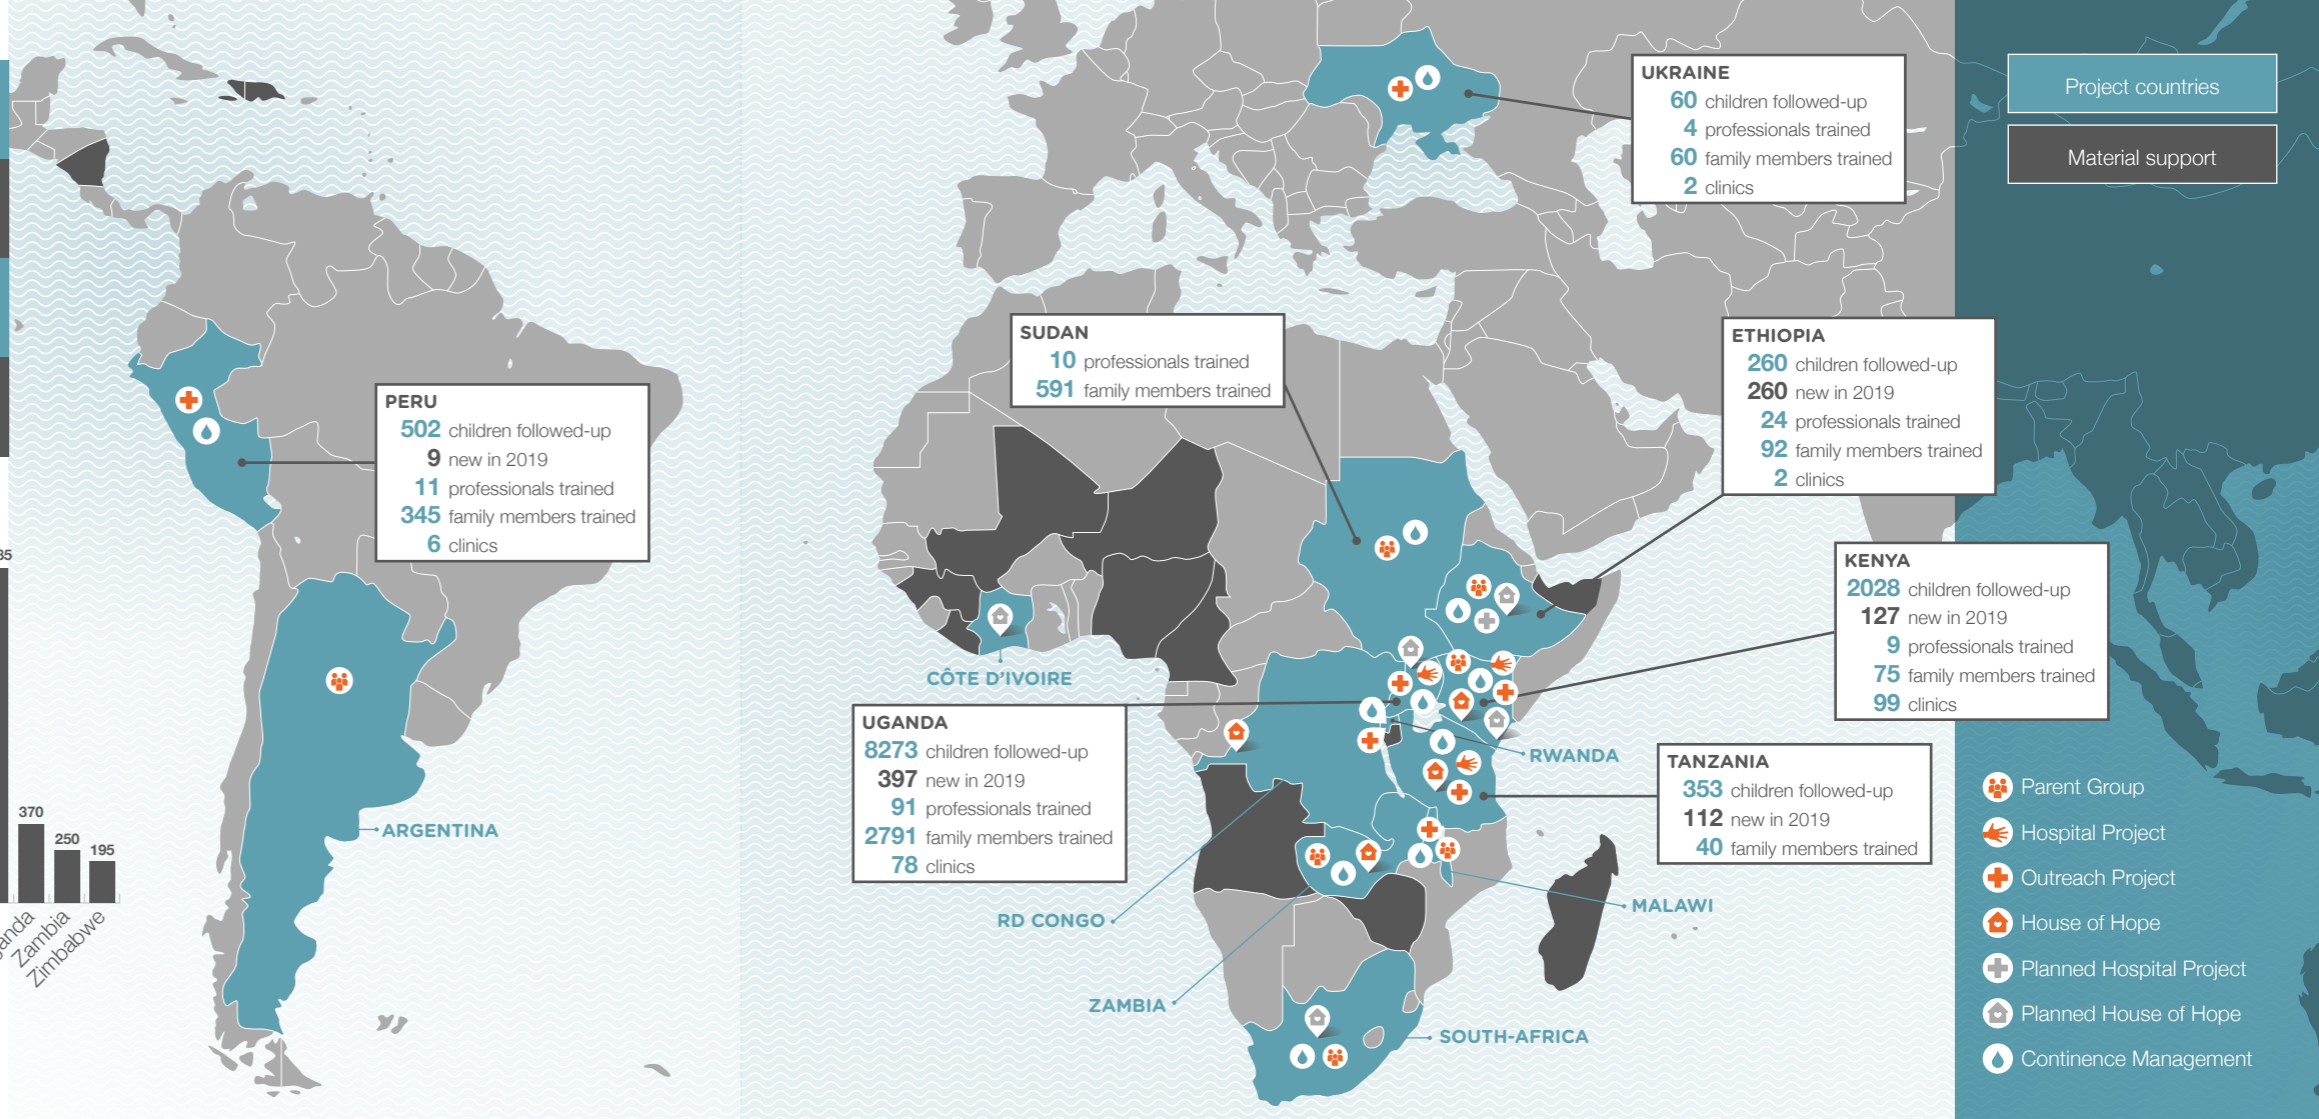 UKRAINE
60 children followed-up
4 professionals trained
60 family members trained
2 clinics
Project countries
Material support
SUDAN
10 professionals trained
591 family members trained
ETHIOPIA
260 children followed-up
260 new in 2019
24 professionals trained
92 family members trained
2 clinics
PERU
502 children followed-up
9 new in 2019
11 professionals trained
345 family members trained
6 clinics
KENYA
2028 children followed-up
127 new in 2019
9 professionals trained
75 family members trained
99 clinics
CÔTE D'IVOIRE
UGANDA
8273 children followed-up
397 new in 2019
91 professionals trained
2791 family members trained
78 clinics
RWANDA
TANZANIA
353 children followed-up
112 new in 2019
40 family members trained
ARGENTINA
RD CONGO
MALAWI
ZAMBIA
SOUTH-AFRICA
Parent Group
Hospital Project
Outreach Project
House of Hope
Planned Hospital Project
Planned House of Hope
Continence Management
370
250
195
Zambia
Zimbabwe